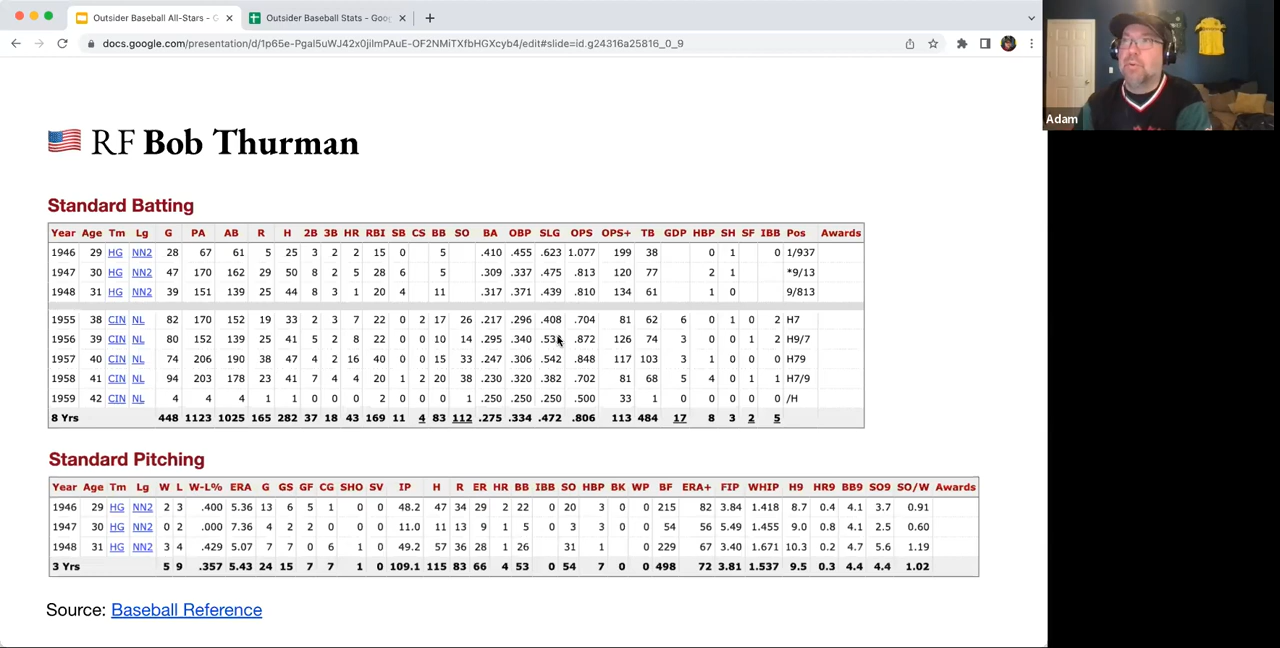 Outsider Baseball All-Stars - G
Outsider Baseball Stats - Goo
docs.google.com/presentation/d/1p65e-Pgal5uWJ42x0jilmPAuE-OF2NMiTXfbHGXcyb4/edit#slide=id.g24316a25816_0_9
Adam
RF Bob Thurman
Standard Batting
Year Age Tm Lg G PA AB R H 2B 3B HR RBI SB CS BB SO BA OBP SLG OPS OPS+ TB GDP HBP SH SF IBB Pos Awards
1946 29 HG NN2 28 67 61 5 25 3 2 2 15 0 5 .410 .455 .623 1.077 199 38 0 1 0 1/937
1947 30 HG NN2 47 170 162 29 50 8 2 5 28 6 5 .309 .337 .475 .813 120 77 2 1 *9/13
1948 31 HG NN2 39 151 139 25 44 8 3 1 20 4 11 .317 .371 .439 .810 134 61 1 0 9/813
1955 38 CIN NL 82 170 152 19 33 2 3 7 22 0 2 17 26 .217 .296 .408 .704 81 62 6 0 1 0 2 H7
1956 39 CIN NL 80 152 139 25 41 5 2 8 22 0 0 10 14 .295 .340 .872 126 74 3 0 0 1 2 H9/7
1957 40 CIN NL 74 206 190 38 47 4 2 16 40 0 0 15 33 .247 .306 .542 .848 117 103 3 1 0 0 0 H79
1958 41 CIN NL 94 203 178 23 41 7 4 4 20 1 2 20 38 .230 .320 .382 .702 81 68 5 4 0 1 1 H7/9
1959 42 CIN NL 4 4 4 1 1 0 0 0 2 0 0 0 1 .250 .250 .250 .500 33 1 0 0 0 0 0 /H
8 Yrs 448 1123 1025 165 282 37 18 43 169 11 4 83 112 .275 .334 .472 .806 113 484 17 8 3 2 5
Standard Pitching
Year Age Tm Lg W L W-L% ERA G GS GF CG SHO SV IP H R ER HR BB IBB SO HBP BK WP BF ERA+ FIP WHIP H9 HR9 BB9 SO9 SO/W Awards
1946 29 HG NN2 2 3 .400 5.36 13 6 5 1 0 0 48.2 47 34 29 2 22 0 20 3 0 0 215 82 3.84 1.418 8.7 0.4 4.1 3.7 0.91
1947 30 HG NN2 0 2 .000 7.36 4 2 2 0 0 0 11.0 11 13 9 1 5 0 3 3 0 0 54 56 5.49 1.455 9.0 0.8 4.1 2.5 0.60
1948 31 HG NN2 3 4 .429 5.07 7 7 0 6 1 0 49.2 57 36 28 1 26 31 1 0 229 67 3.40 1.671 10.3 0.2 4.7 5.6 1.19
3 Yrs 5 9 .357 5.43 24 15 7 7 1 0 109.1 115 83 66 4 53 0 54 7 0 0 498 72 3.81 1.537 9.5 0.3 4.4 4.4 1.02
Source: Baseball Reference